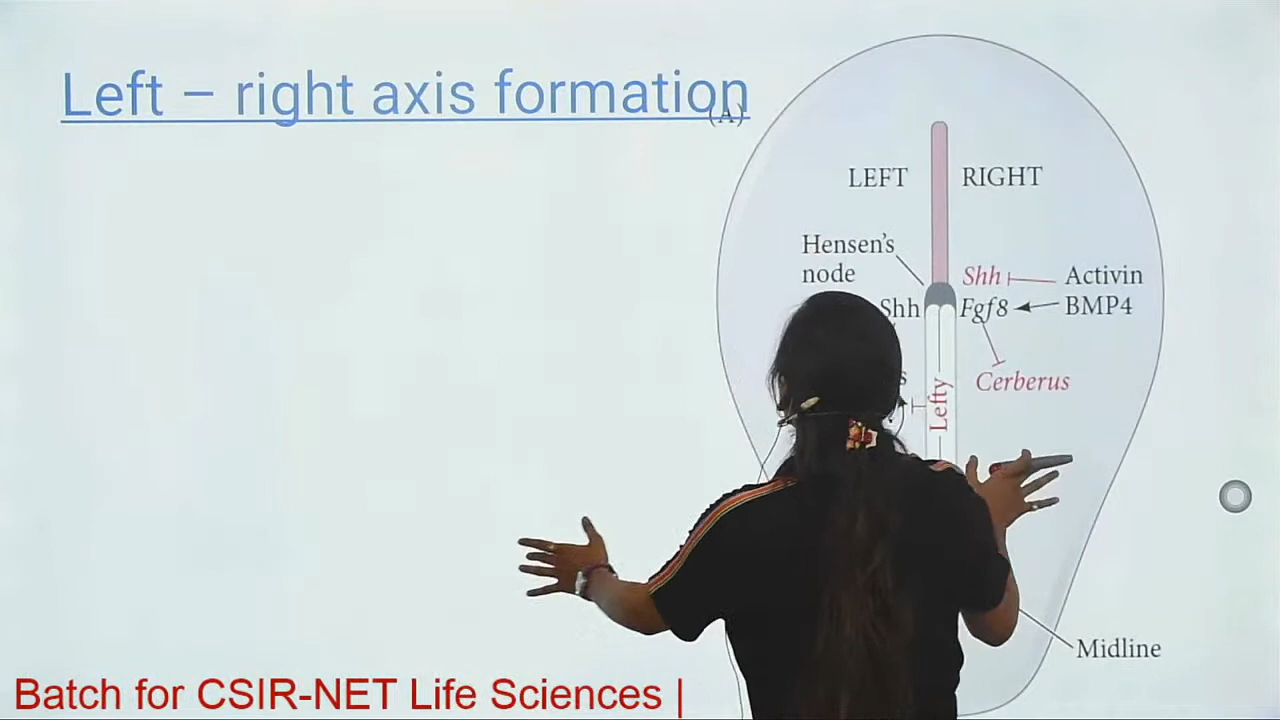 Left – right axis formation
(A)
LEFT RIGHT
Hensen's
node
Shh Activin
Shh Fgf8 BMP4
s
Cerberus
Lefty
Midline
Batch for CSIR-NET Life Sciences |